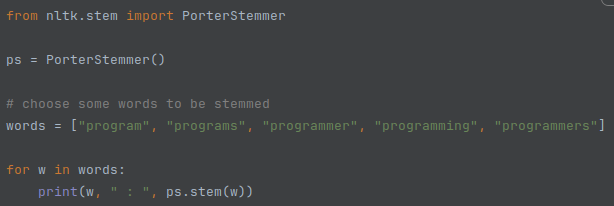 from nltk.stem import PorterStemmer
ps = PorterStemmer()
# choose some words to be stemmed
words = ["program", "programs", "programmer", "programming", "programmers"]
for w in words:
    print(w, " : ", ps.stem(w))